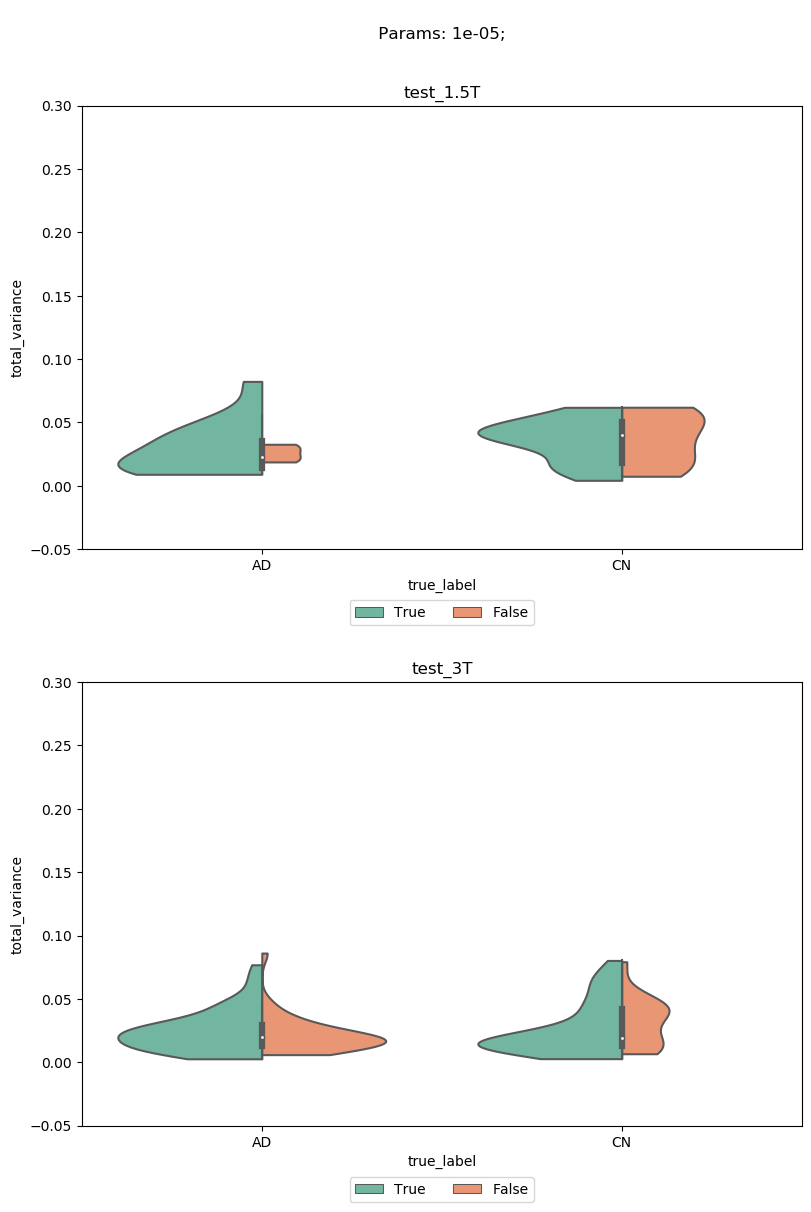 Params: 1e-05;
test_1.5T
0.30
0.25
0.20
0.15
0.10
0.05
0.00
−0.05
total_variance
AD CN
true_label
True False
test_3T
0.30
0.25
0.20
0.15
0.10
0.05
0.00
−0.05
total_variance
AD CN
true_label
True False